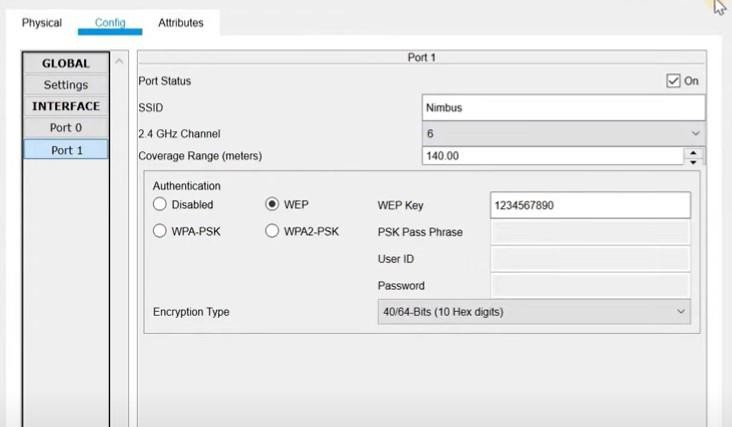 Physical Config Attributes
GLOBAL
Settings
INTERFACE
Port 0
Port 1
Port 1
Port Status On
SSID Nimbus
2.4 GHz Channel 6
Coverage Range (meters) 140.00
Authentication
Disabled WEP WEP Key 1234567890
WPA-PSK WPA2-PSK PSK Pass Phrase
User ID
Password
Encryption Type 40/64-Bits (10 Hex digits)